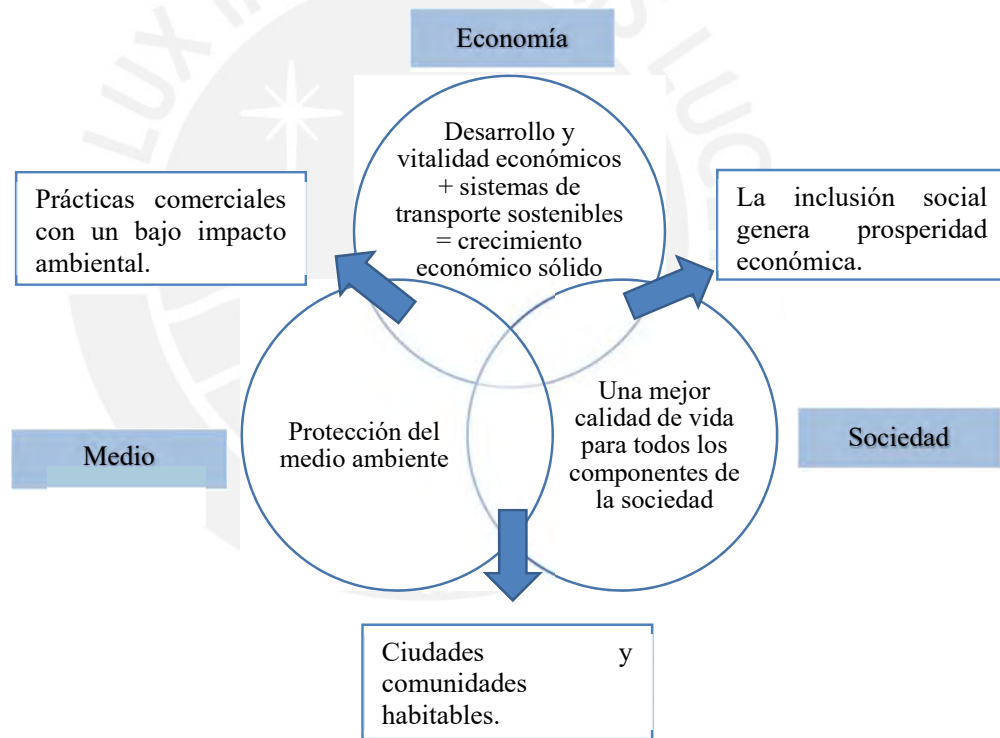 Economía
Desarrollo y
vitalidad económicos
+ sistemas de
transporte sostenibles
= crecimiento
económico sólido
Prácticas comerciales
con un bajo impacto
ambiental.
La inclusión social
genera prosperidad
económica.
Medio
Protección del
medio ambiente
Una mejor
calidad de vida
para todos los
componentes de
la sociedad
Sociedad
Ciudades y
comunidades
habitables.